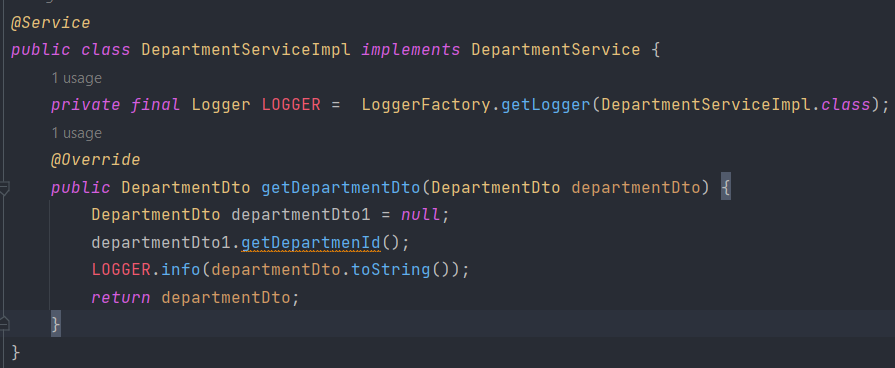 @Service
public class DepartmentServiceImpl implements DepartmentService {
1 usage
private final Logger LOGGER =  LoggerFactory.getLogger(DepartmentServiceImpl.class);
1 usage
@Override
public DepartmentDto getDepartmentDto(DepartmentDto departmentDto) {
DepartmentDto departmentDto1 = null;
departmentDto1.getDepartmenId();
LOGGER.info(departmentDto.toString());
return departmentDto;
}
}